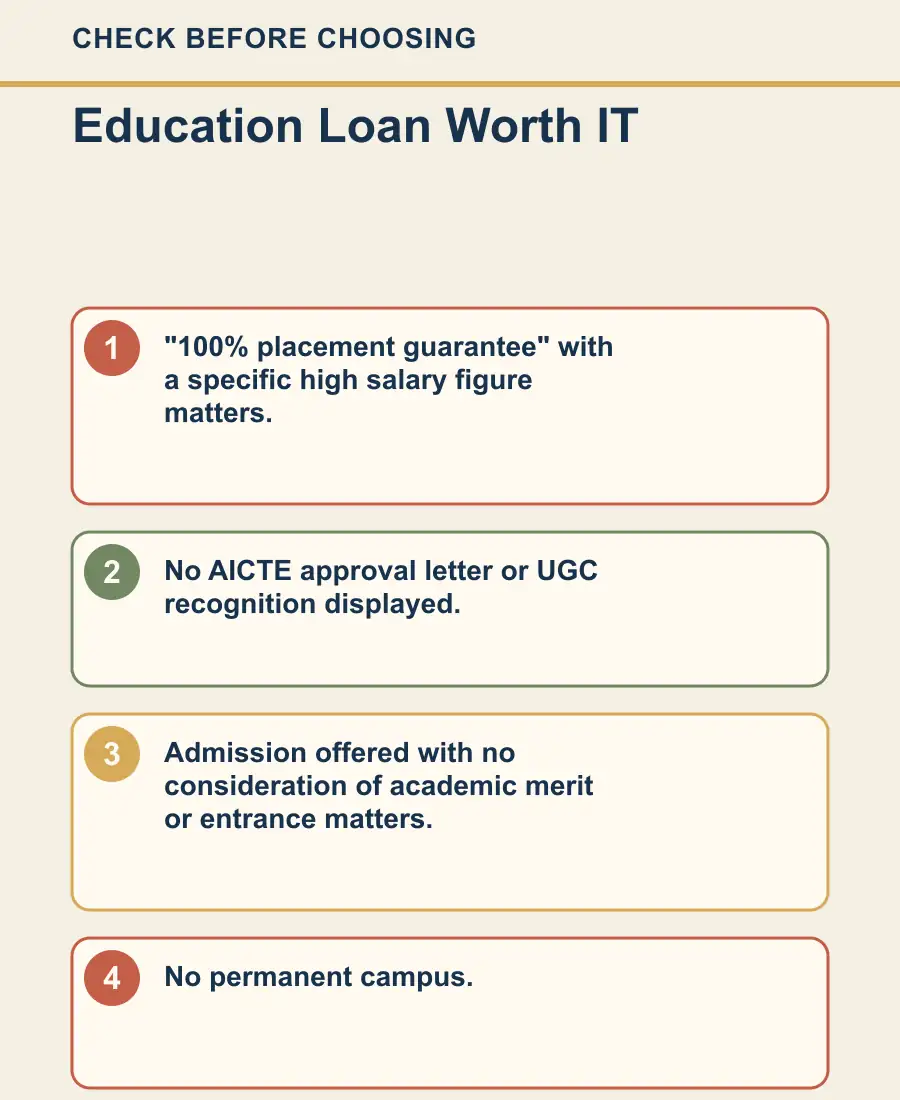 CHECK BEFORE CHOOSING
Education Loan Worth IT
1
"100% placement guarantee" with
a specific high salary figure
matters.
2
No AICTE approval letter or UGC
recognition displayed.
3
Admission offered with no
consideration of academic merit
or entrance matters.
4
No permanent campus.